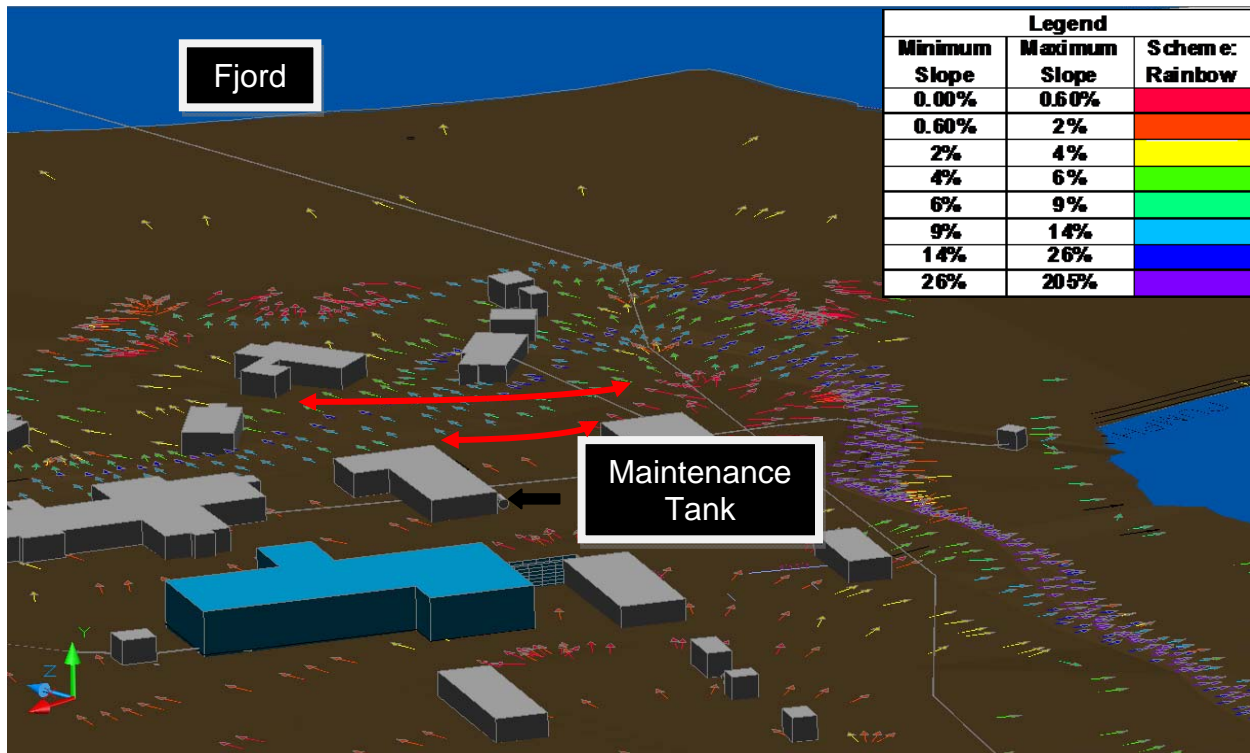 Fjord
Legend
Minimum Slope Maximum Slope Scheme: Rainbow
0.00% 0.60%
0.60% 2%
2% 4%
4% 6%
6% 9%
9% 14%
14% 26%
26% 205%
Maintenance
Tank
Y
Z